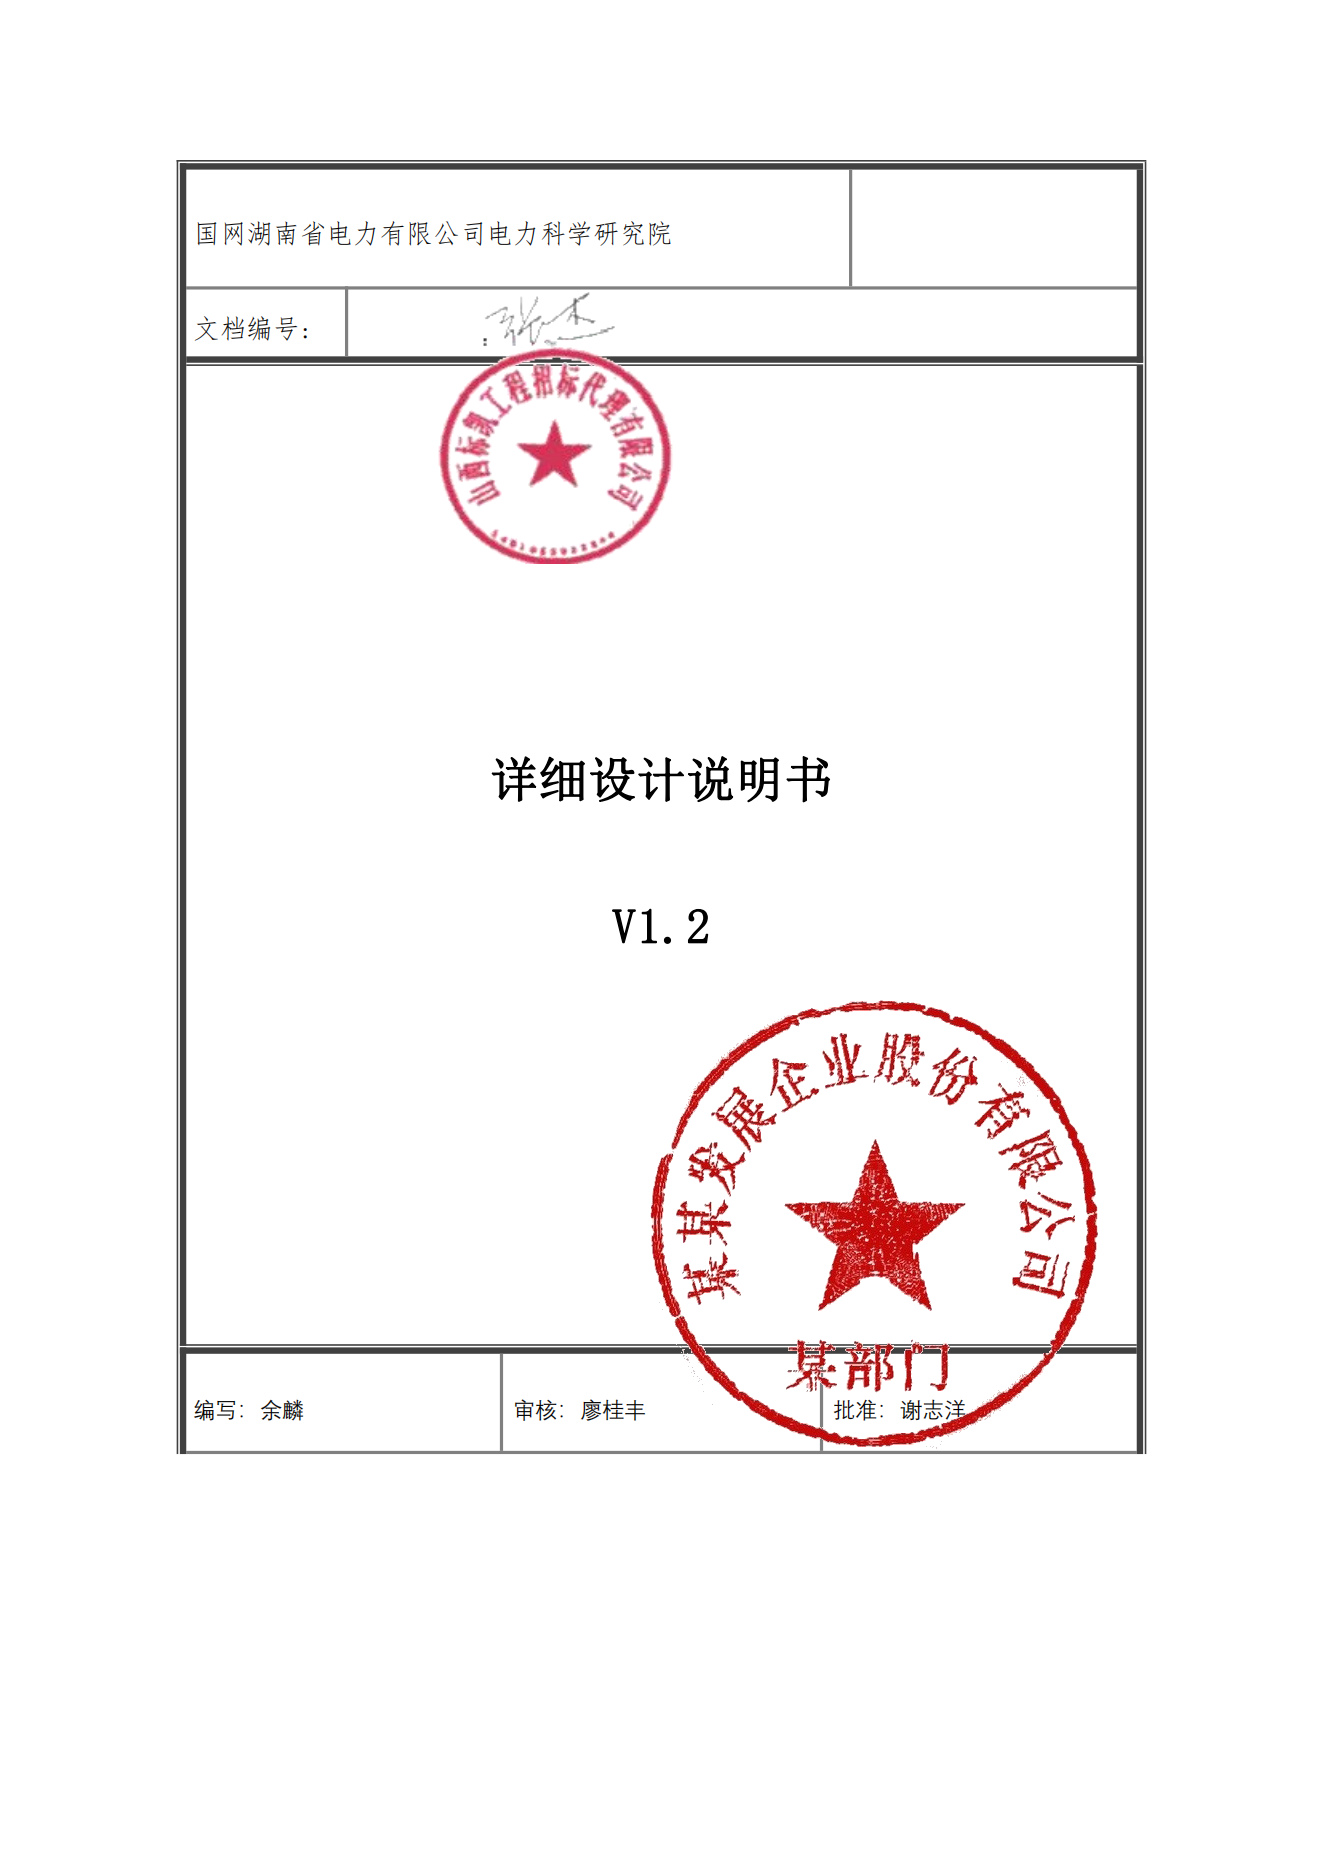 国网湖南省电力有限公司电力科学研究院
文档编号：
：张杰
山西标凯工程招标代理有限公司
详细设计说明书
V1.2
某某发展企业股份有限公司
某部门
编写：余麟
审核：廖桂丰
批准：谢志洋